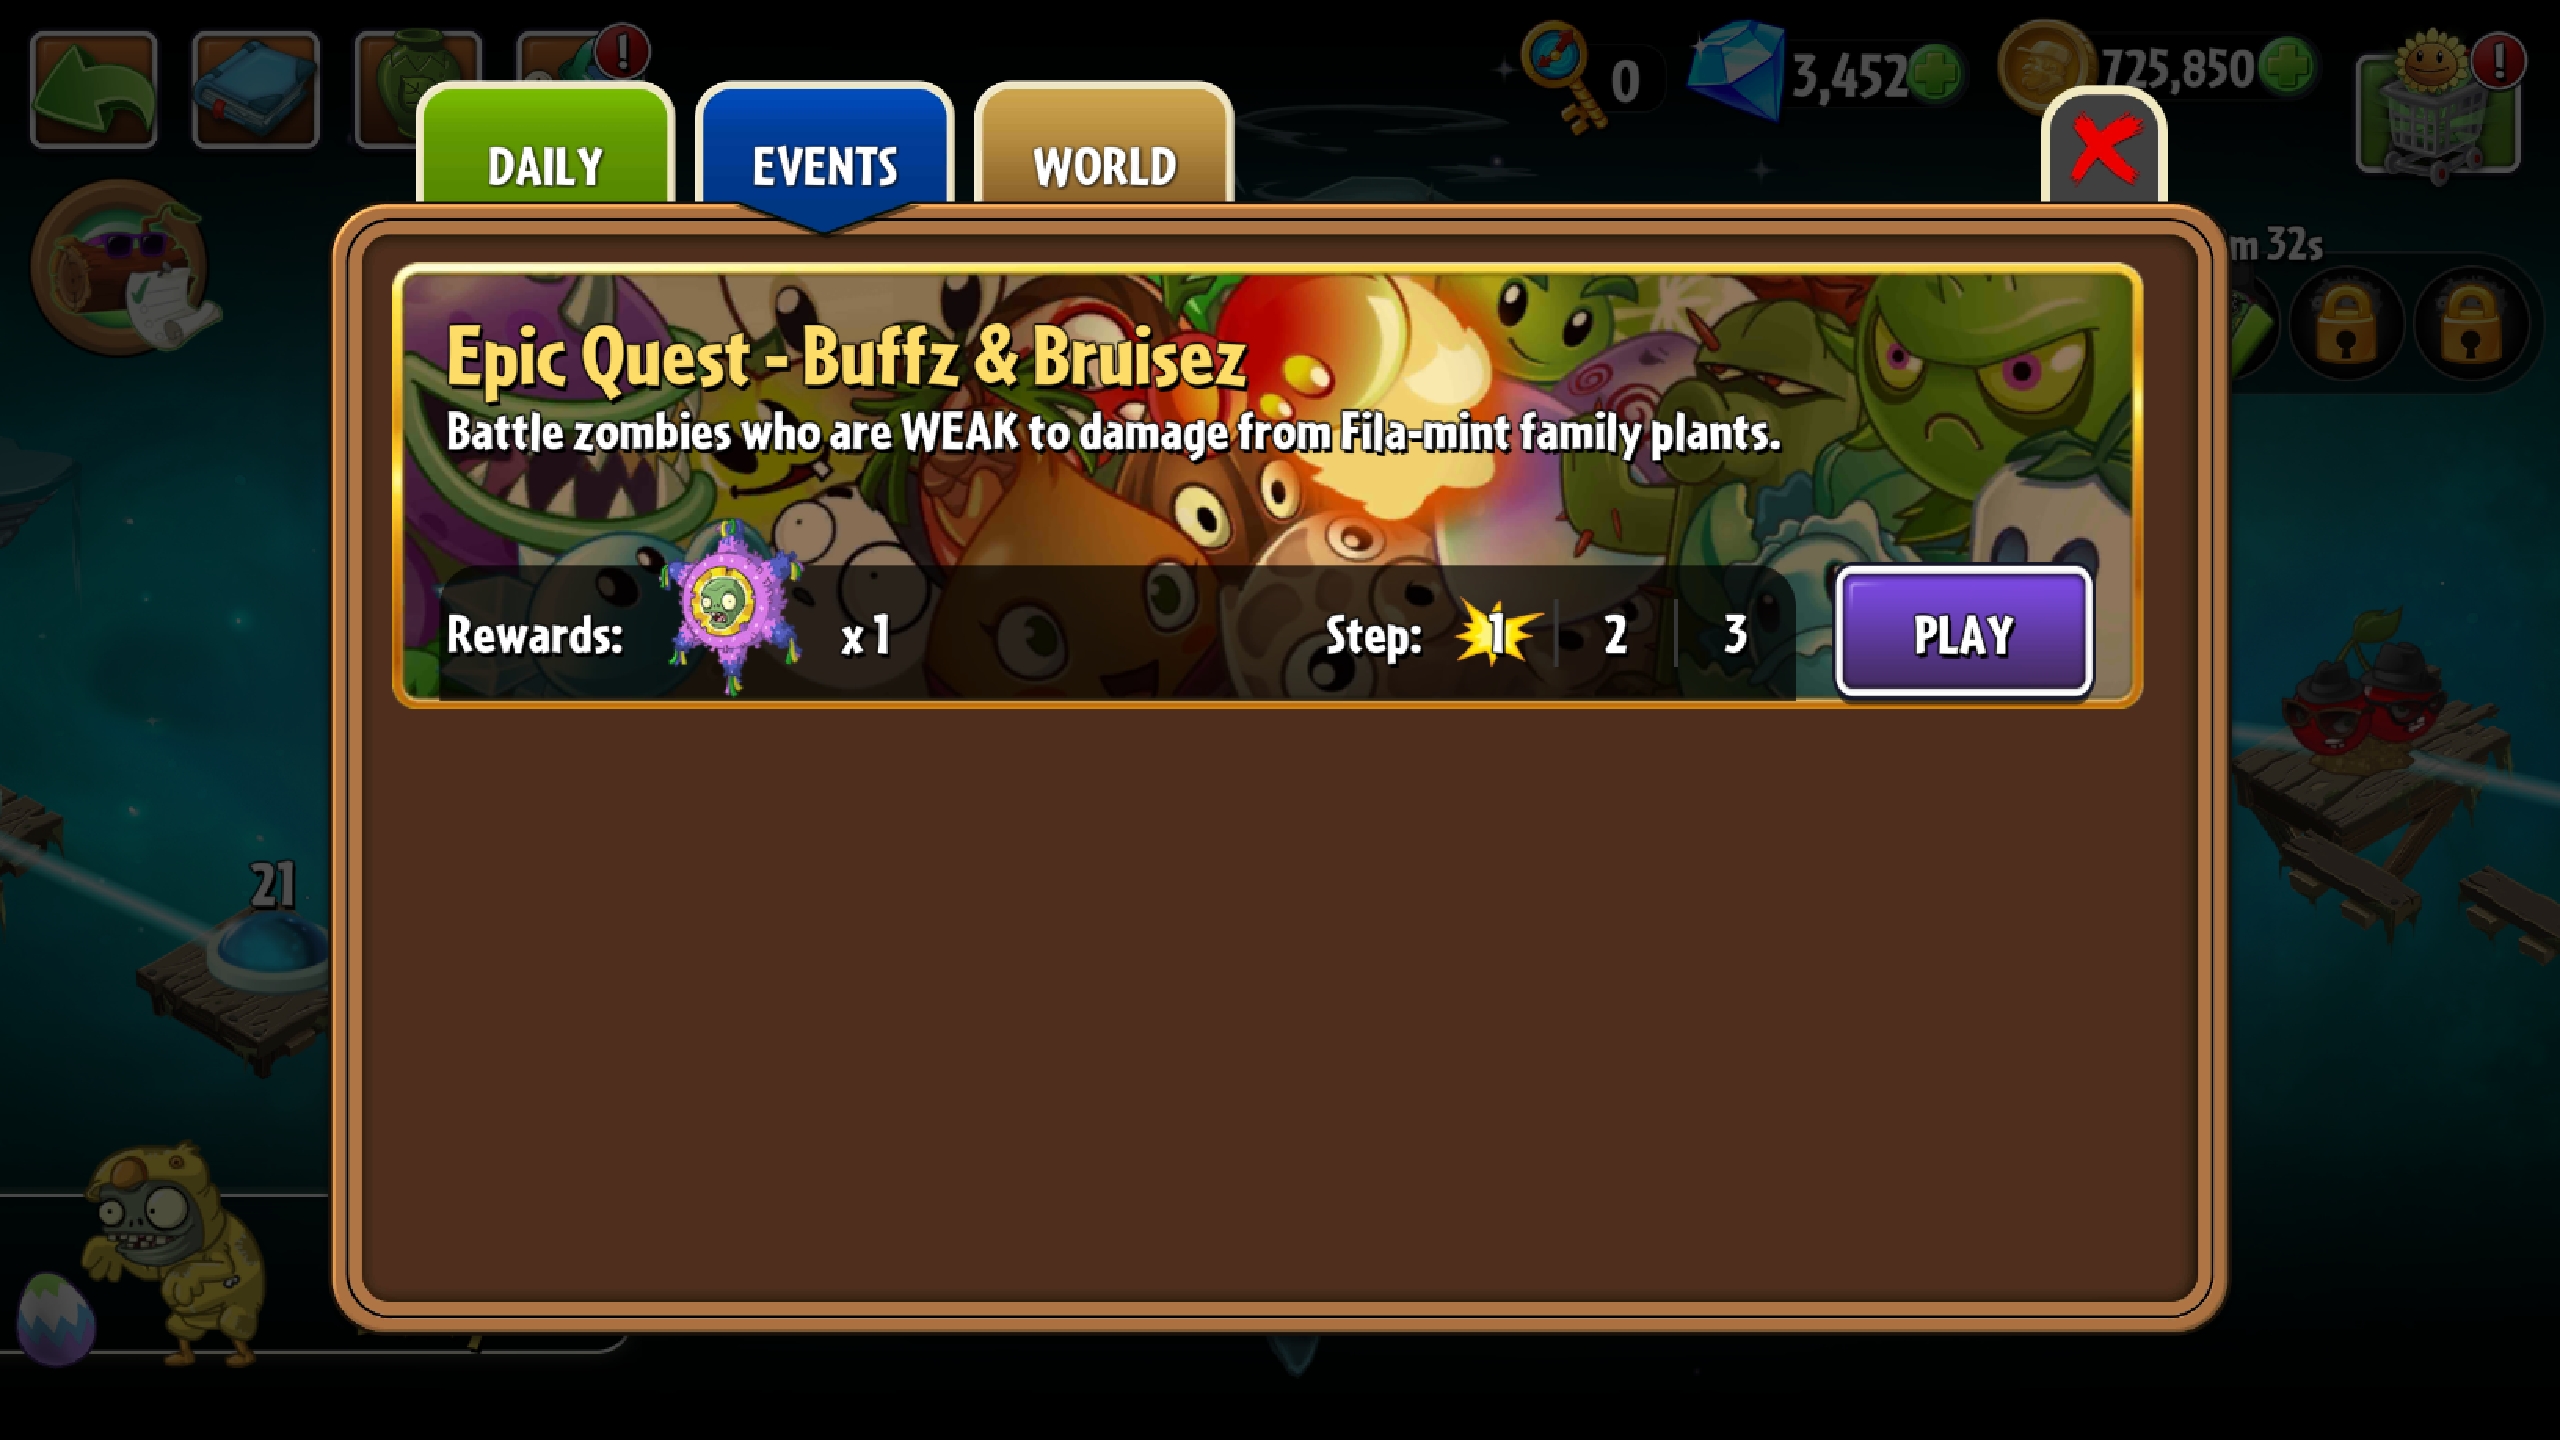 0
3,452
725,850
DAILY
EVENTS
WORLD
m 32s
Epic Quest - Buffz & Bruisez
Battle zombies who are WEAK to damage from Fila-mint family plants.
Rewards: x1
Step: 1 2 3
PLAY
21